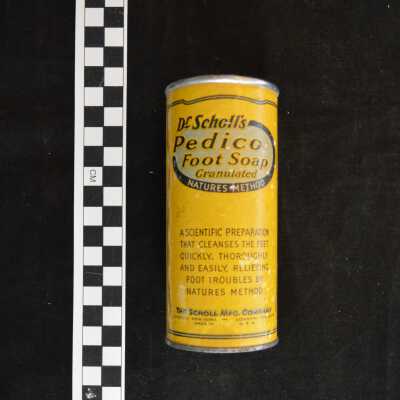 CM
Dr Scholl's
Pedico
Foot Soap
Granulated
NATURES METHOD
A SCIENTIFIC PREPARATION
THAT CLEANSES THE FEET
QUICKLY, THOROUGHLY
AND EASILY, RELIEVING
FOOT TROUBLES BY
NATURES METHOD
THE SCHOLL MFG. COMPANY